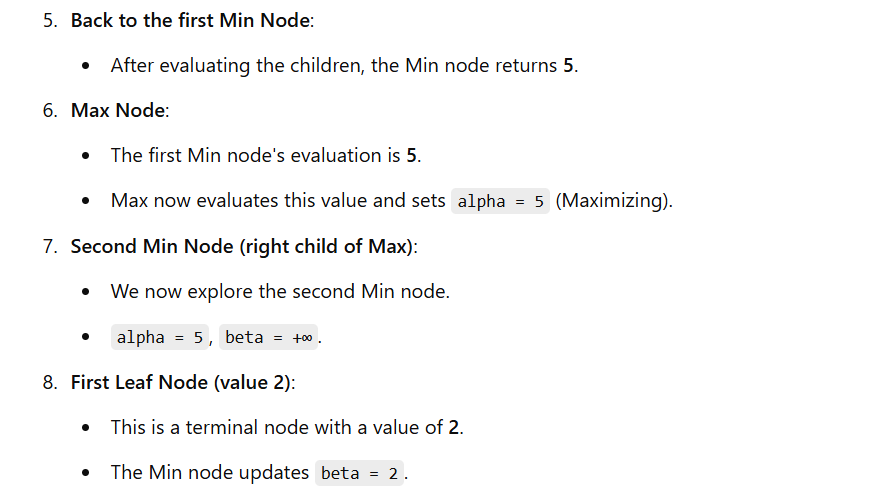 5. Back to the first Min Node:
• After evaluating the children, the Min node returns 5.
6. Max Node:
• The first Min node's evaluation is 5.
• Max now evaluates this value and sets alpha = 5 (Maximizing).
7. Second Min Node (right child of Max):
• We now explore the second Min node.
• alpha = 5, beta = +∞.
8. First Leaf Node (value 2):
• This is a terminal node with a value of 2.
• The Min node updates beta = 2.